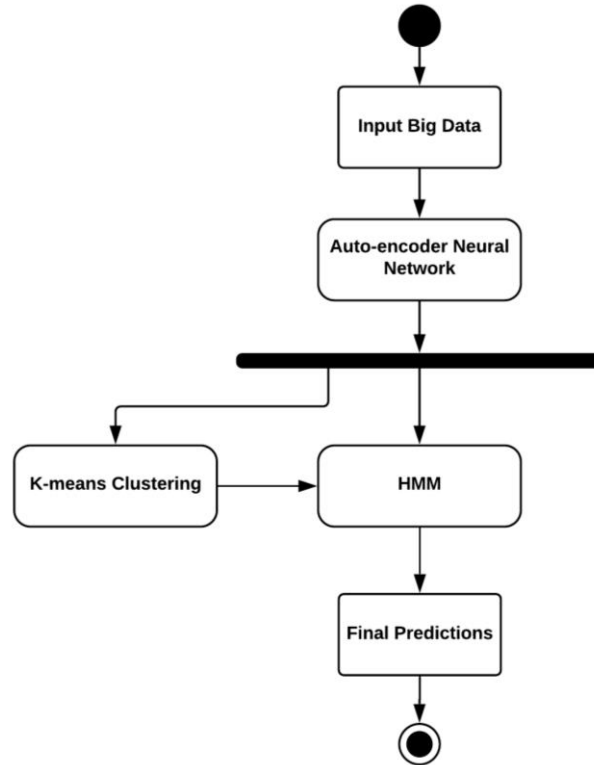 Input Big Data
Auto-encoder Neural
Network
K-means Clustering
HMM
Final Predictions